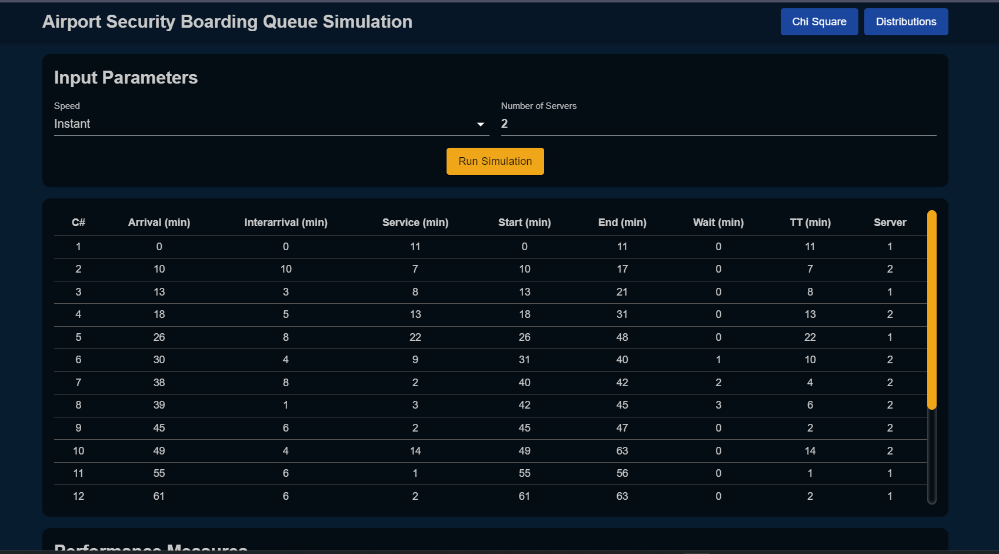 Airport Security Boarding Queue Simulation
Chi Square
Distributions
Input Parameters
Speed
Number of Servers
Instant
2
Run Simulation
C# Arrival (min) Interarrival (min) Service (min) Start (min) End (min) Wait (min) TT (min) Server
1 0 0 11 0 11 0 11 1
2 10 10 7 10 17 0 7 2
3 13 3 8 13 21 0 8 1
4 18 5 13 18 31 0 13 2
5 26 8 22 26 48 0 22 1
6 30 4 9 31 40 1 10 2
7 38 8 2 40 42 2 4 2
8 39 1 3 42 45 3 6 2
9 45 6 2 45 47 0 2 2
10 49 4 14 49 63 0 14 2
11 55 6 1 55 56 0 1 1
12 61 6 2 61 63 0 2 1
Performance Measures